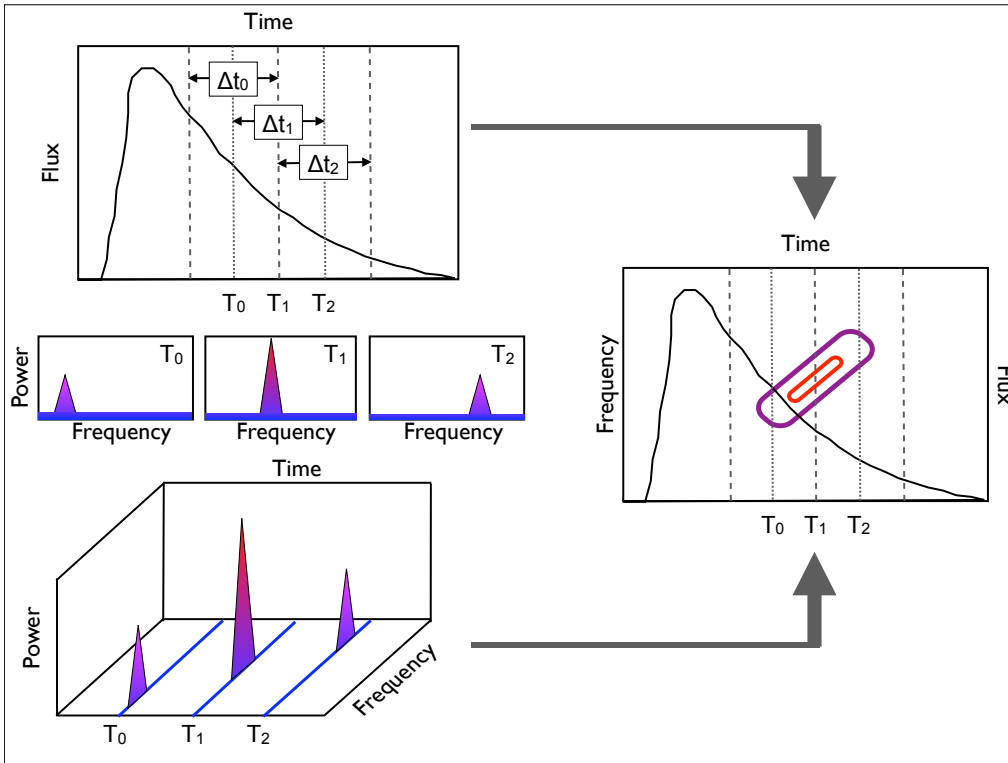 Time
Flux
Δt₀
Δt₁
Δt₂
T₀ T₁ T₂
Power
T₀
T₁
T₂
Frequency
Frequency
Frequency
Time
Power
Frequency
T₀ T₁ T₂
Time
Frequency
Flux
T₀ T₁ T₂